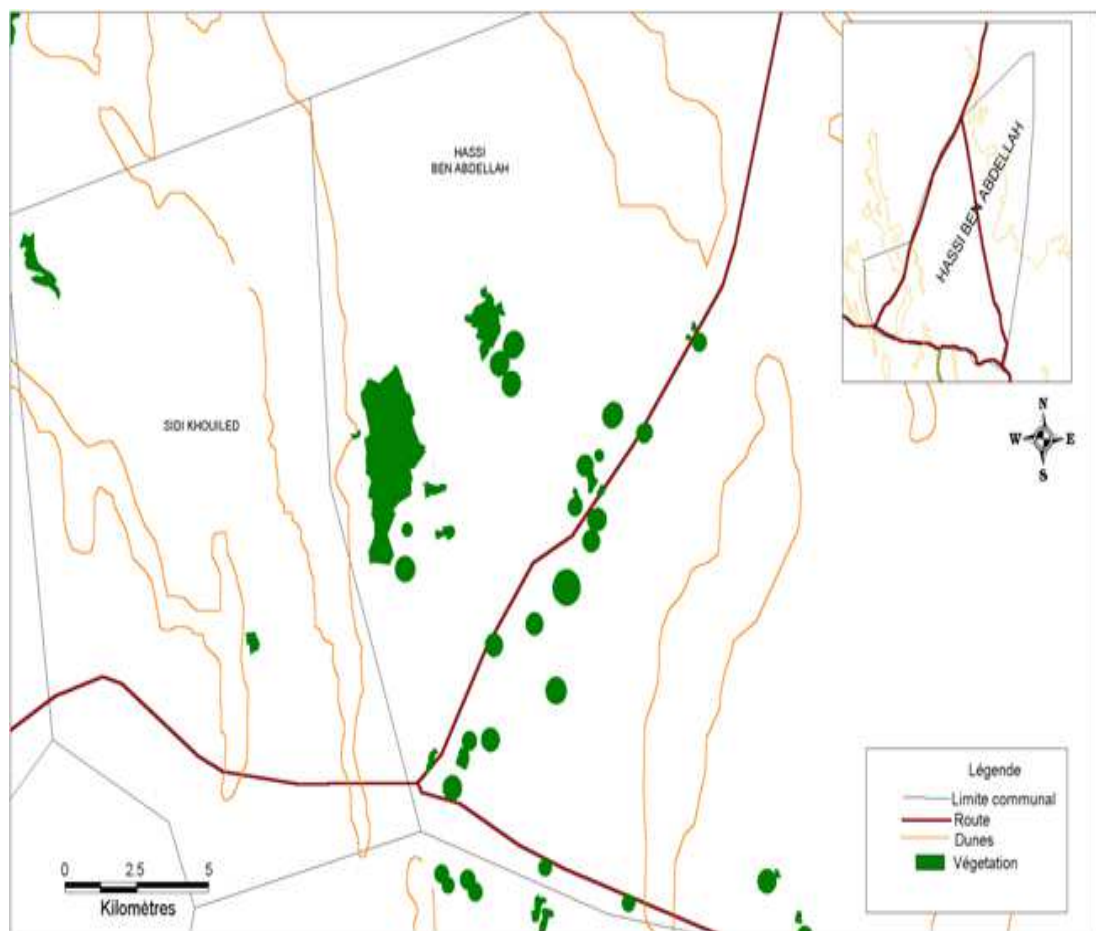 HASSI
BEN ABDELLAH
HASSI BEN ABDELLAH
SIDI KHOUILED
N
W E
S
Légende
Limite communal
Route
Dunes
Végetation
0 2.5 5
Kilomètres